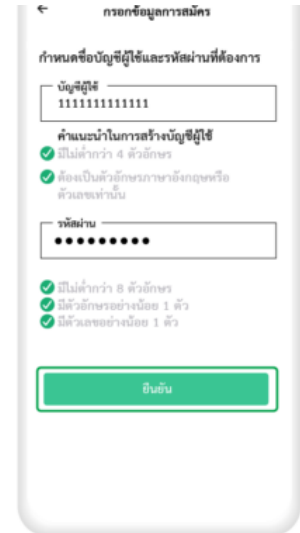 กรอกข้อมูลการสมัคร
กำหนดชื่อบัญชีผู้ใช้และรหัสผ่านที่ต้องการ
บัญชีผู้ใช้
1111111111111
คำแนะนำในการสร้างบัญชีผู้ใช้
มีไม่ต่ำกว่า 4 ตัวอักษร
ต้องเป็นตัวอักษรภาษาอังกฤษหรือ
ตัวเลขเท่านั้น
รหัสผ่าน
●●●●●●●●●
มีไม่ต่ำกว่า 8 ตัวอักษร
มีตัวอักษรอย่างน้อย 1 ตัว
มีตัวเลขอย่างน้อย 1 ตัว
ยืนยัน